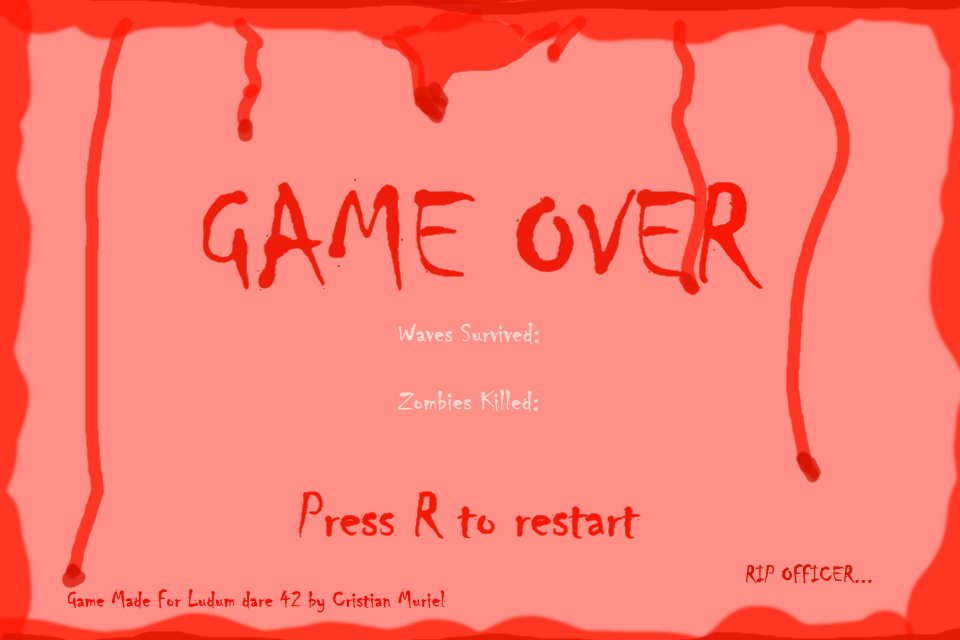 GAME OVER
Waves Survived:
Zombies Killed:
Press R to restart
RIP OFFICER...
Game Made For Ludum dare 42 by Cristian Muriel